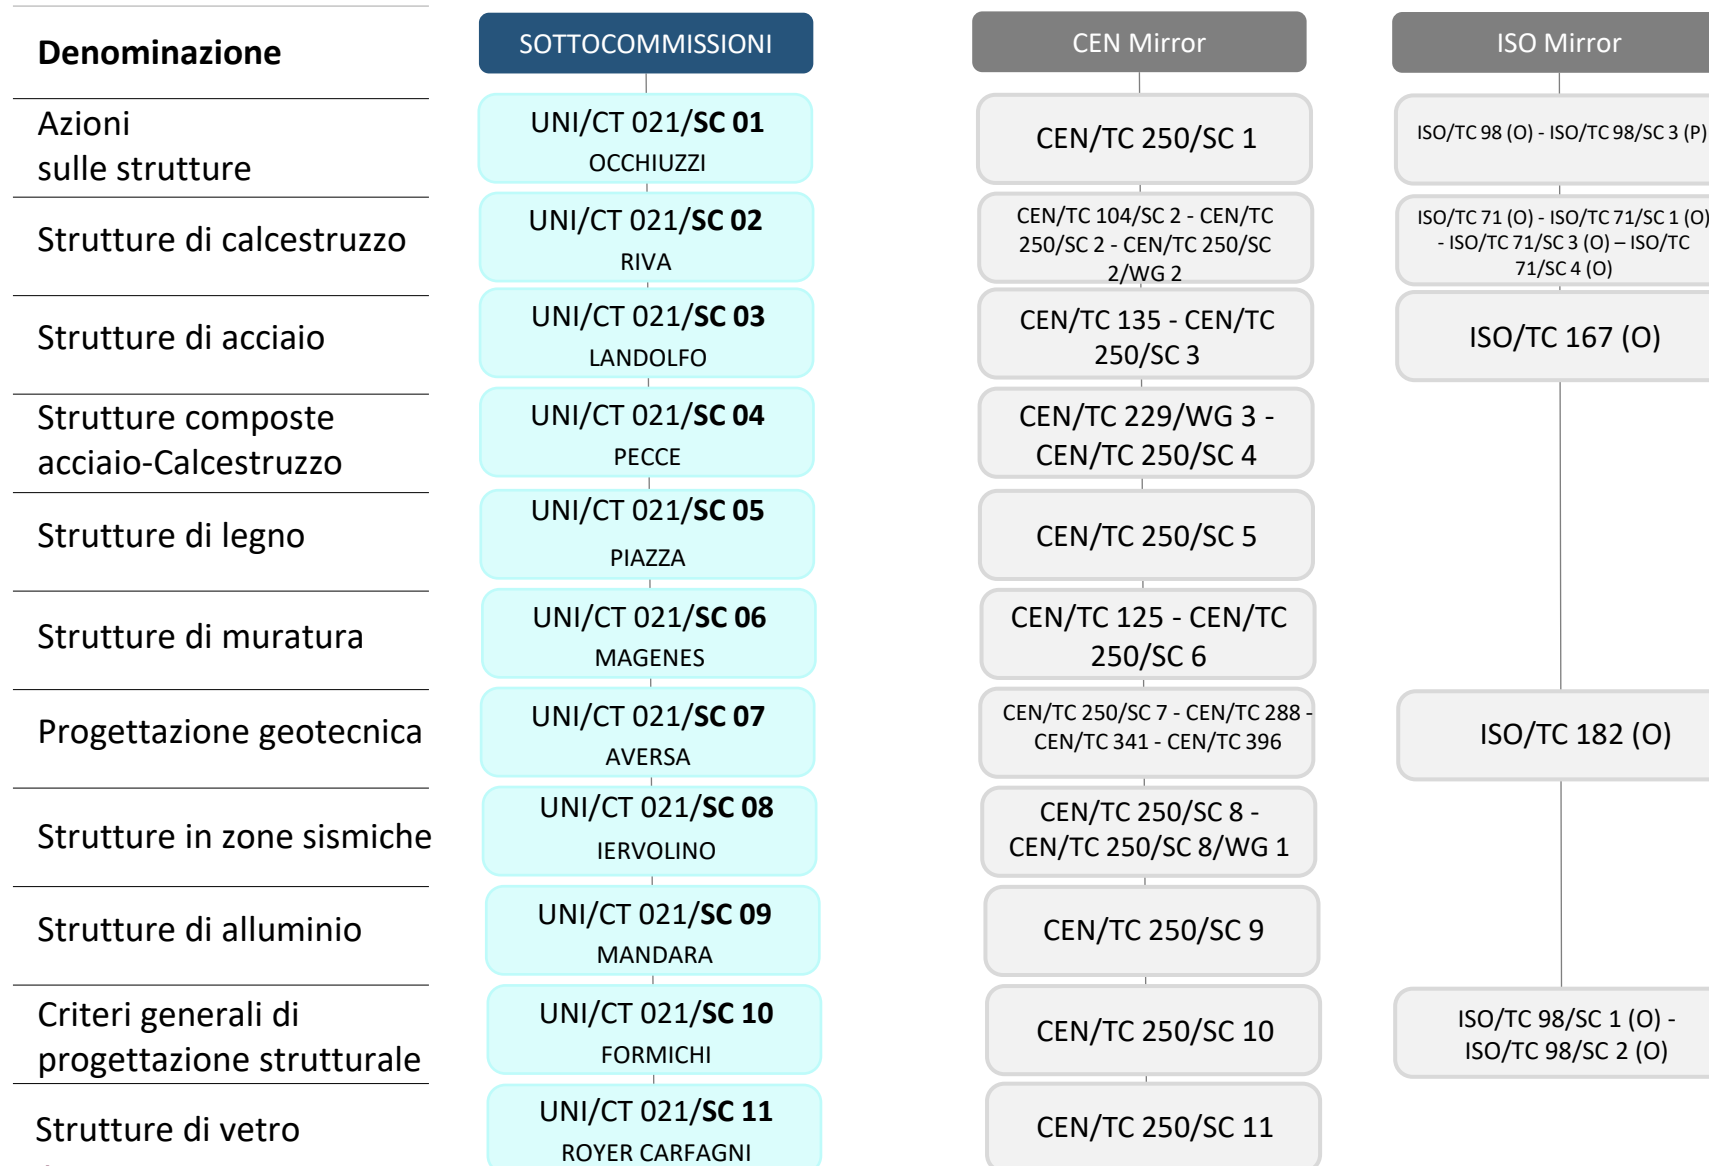 Denominazione
SOTTOCOMMISSIONI
CEN Mirror
ISO Mirror
Azioni
sulle strutture
UNI/CT 021/SC 01
OCCHIUZZI
CEN/TC 250/SC 1
ISO/TC 98 (O) - ISO/TC 98/SC 3 (P)
Strutture di calcestruzzo
UNI/CT 021/SC 02
RIVA
CEN/TC 104/SC 2 - CEN/TC
250/SC 2 - CEN/TC 250/SC
2/WG 2
ISO/TC 71 (O) - ISO/TC 71/SC 1 (O)
- ISO/TC 71/SC 3 (O) – ISO/TC
71/SC 4 (O)
Strutture di acciaio
UNI/CT 021/SC 03
LANDOLFO
CEN/TC 135 - CEN/TC
250/SC 3
ISO/TC 167 (O)
Strutture composte
acciaio-Calcestruzzo
UNI/CT 021/SC 04
PECCE
CEN/TC 229/WG 3 -
CEN/TC 250/SC 4
Strutture di legno
UNI/CT 021/SC 05
PIAZZA
CEN/TC 250/SC 5
Strutture di muratura
UNI/CT 021/SC 06
MAGENES
CEN/TC 125 - CEN/TC
250/SC 6
Progettazione geotecnica
UNI/CT 021/SC 07
AVERSA
CEN/TC 250/SC 7 - CEN/TC 288 -
CEN/TC 341 - CEN/TC 396
ISO/TC 182 (O)
Strutture in zone sismiche
UNI/CT 021/SC 08
IERVOLINO
CEN/TC 250/SC 8 -
CEN/TC 250/SC 8/WG 1
Strutture di alluminio
UNI/CT 021/SC 09
MANDARA
CEN/TC 250/SC 9
Criteri generali di
progettazione strutturale
UNI/CT 021/SC 10
FORMICHI
CEN/TC 250/SC 10
ISO/TC 98/SC 1 (O) -
ISO/TC 98/SC 2 (O)
Strutture di vetro
UNI/CT 021/SC 11
ROYER CARFAGNI
CEN/TC 250/SC 11